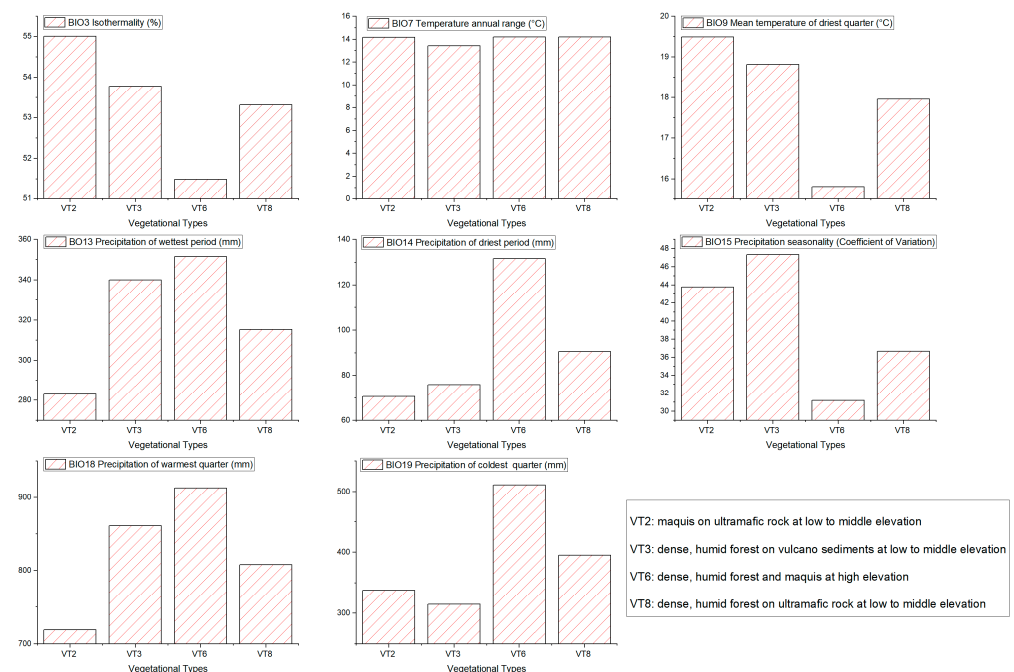 BIO3 Isothermality (%)
55
54
53
52
51
VT2 VT3 VT6 VT8
Vegetational Types
BIO7 Temperature annual range (°C)
16
14
12
10
8
6
4
2
0
VT2 VT3 VT6 VT8
Vegetational Types
BIO9 Mean temperature of driest quarter (°C)
20
19
18
17
16
VT2 VT3 VT6 VT8
Vegetational Types
BO13 Precipitation of wettest period (mm)
360
340
320
300
280
VT2 VT3 VT6 VT8
Vegetational Types
BIO14 Precipitation of driest period (mm)
140
120
100
80
60
VT2 VT3 VT6 VT8
Vegetational Types
BIO15 Precipitation seasonality (Coefficient of Variation)
48
46
44
42
40
38
36
34
32
30
VT2 VT3 VT6 VT8
Vegetational Types
BIO18 Precipitation of warmest quarter (mm)
900
800
700
VT2 VT3 VT6 VT8
Vegetational Types
BIO19 Precipitation of coldest quarter (mm)
500
400
300
VT2 VT3 VT6 VT8
Vegetational Types
VT2: maquis on ultramafic rock at low to middle elevation
VT3: dense, humid forest on vulcano sediments at low to middle elevation
VT6: dense, humid forest and maquis at high elevation
VT8: dense, humid forest on ultramafic rock at low to middle elevation